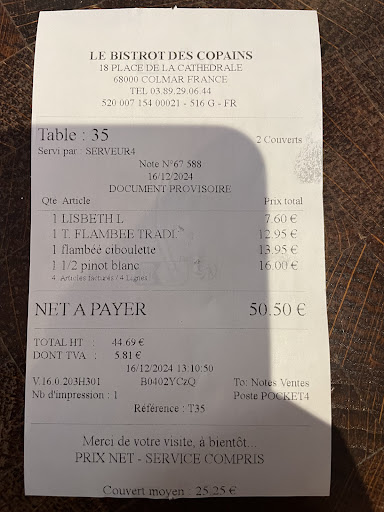 LE BISTROT DES COPAINS
18 PLACE DE LA CATHEDRALE
68000 COLMAR FRANCE
TEL 03.89.29.06.44
520 007 154 00021 - 516 G - FR
Table : 35 2 Couverts
Servi par : SERVEUR4
Note N°67 588
16/12/2024
DOCUMENT PROVISOIRE
Qte Article Prix total
1 LISBETH L 7.60 €
1 T. FLAMBEE TRADI. 12.95 €
1 flambée ciboulette 13.95 €
1 1/2 pinot blanc 16.00 €
4 Articles facturés / 4 Lignes
NET A PAYER 50.50 €
TOTAL HT : 44.69 €
DONT TVA : 5.81 €
16/12/2024 13:10:50
V.16.0.203H301 B0402YCzQ To: Notes Ventes
Nb d'impression : 1 Poste POCKET4
Référence : T35
Merci de votre visite, à bientôt...
PRIX NET - SERVICE COMPRIS
Couvert moyen : 25.25 €